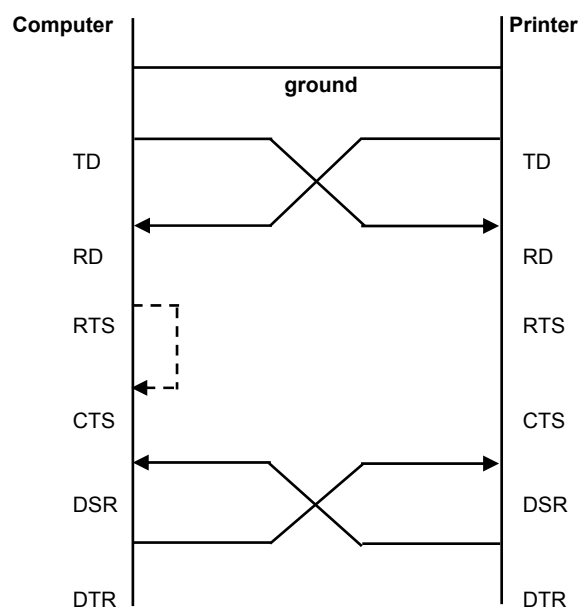 Computer Printer
ground
TD TD
RD RD
RTS RTS
CTS CTS
DSR DSR
DTR DTR